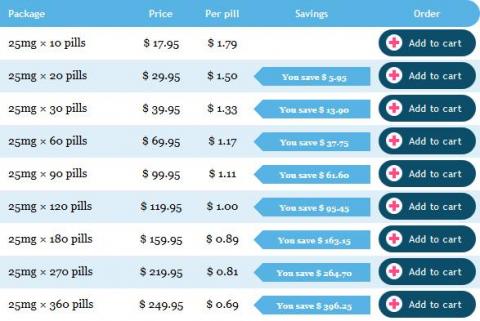 Package Price Per pill Savings Order
25mg × 10 pills $ 17.95 $ 1.79 Add to cart
25mg × 20 pills $ 29.95 $ 1.50 You save $ 5.95 Add to cart
25mg × 30 pills $ 39.95 $ 1.33 You save $ 13.90 Add to cart
25mg × 60 pills $ 69.95 $ 1.17 You save $ 37.75 Add to cart
25mg × 90 pills $ 99.95 $ 1.11 You save $ 61.60 Add to cart
25mg × 120 pills $ 119.95 $ 1.00 You save $ 95.45 Add to cart
25mg × 180 pills $ 159.95 $ 0.89 You save $ 163.15 Add to cart
25mg × 270 pills $ 219.95 $ 0.81 You save $ 264.70 Add to cart
25mg × 360 pills $ 249.95 $ 0.69 You save $ 396.25 Add to cart